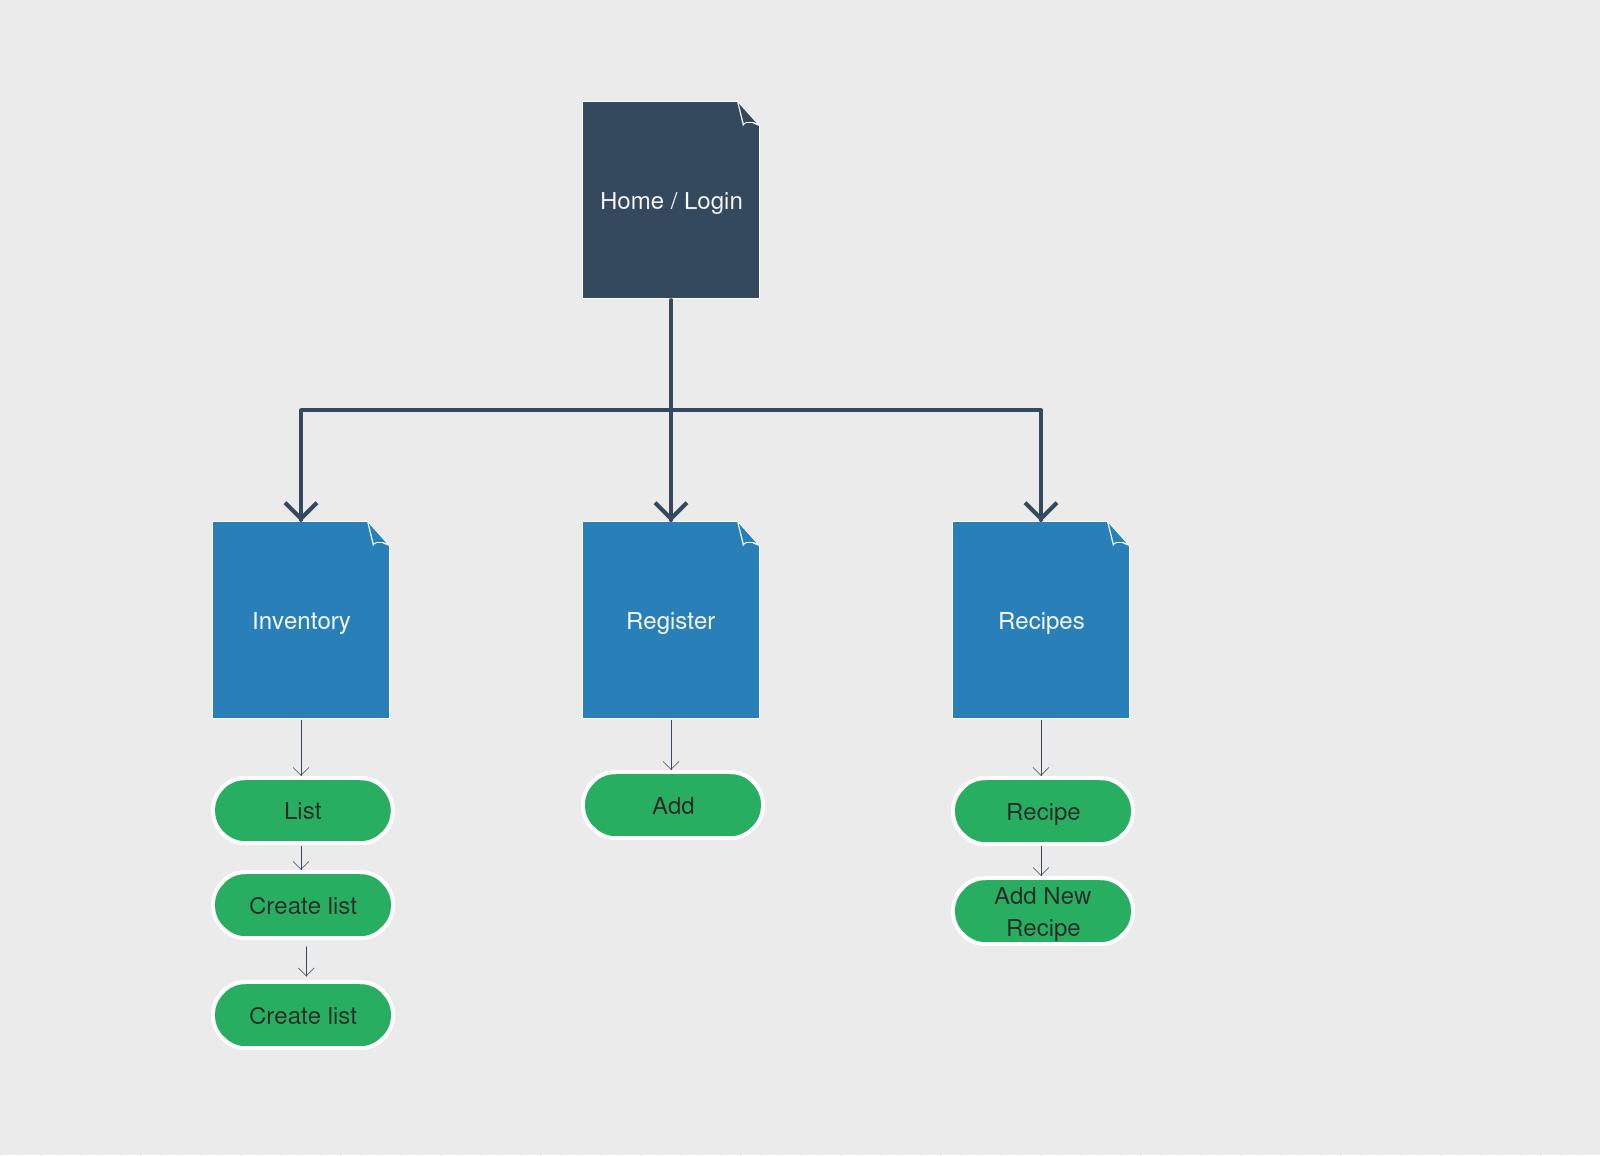 Home / Login
Inventory
Register
Recipes
List
Add
Recipe
Create list
Add New
Recipe
Create list